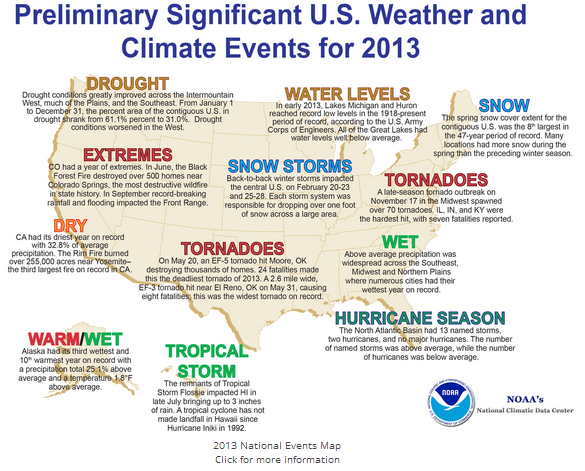 Preliminary Significant U.S. Weather and
Climate Events for 2013
DROUGHT
Drought conditions greatly improved across the Intermountain
West, much of the Plains, and the Southeast. From January 1
to December 31, the percent area of the contiguous U.S. in
drought shrank from 61.1% percent to 31.0%. Drought
conditions worsened in the West.
WATER LEVELS
In early 2013, Lakes Michigan and Huron
reached record low levels in the 1918-present
period of record, according to the U.S. Army
Corps of Engineers. All of the Great Lakes had
water levels well below average.
SNOW
The spring snow cover extent for the
contiguous U.S. was the 8th largest in
the 47-year period of record. Many
locations had more snow during the
spring than the preceding winter season.
EXTREMES
CO had a year of extremes. In June, the Black
Forest Fire destroyed over 500 homes near
Colorado Springs, the most destructive wildfire
in state history. In September record-breaking
rainfall and flooding impacted the Front Range.
SNOW STORMS
Back-to-back winter storms impacted
the central U.S. on February 20-23
and 25-28. Each storm system was
responsible for dropping over one foot
of snow across a large area.
TORNADOES
A late-season tornado outbreak on
November 17 in the Midwest spawned
over 70 tornadoes. IL, IN, and KY were
the hardest hit, with seven fatalities reported.
DRY
CA had its driest year on record
with 32.8% of average
precipitation. The Rim Fire burned
over 255,000 acres near Yosemite–
the third largest fire on record in CA.
TORNADOES
On May 20, an EF-5 tornado hit Moore, OK
destroying thousands of homes. 24 fatalities made
this the deadliest tornado of 2013. A 2.6 mile wide,
EF-3 tornado hit near El Reno, OK on May 31, causing
eight fatalities; this was the widest tornado on record.
WET
Above average precipitation was
widespread across the Southeast,
Midwest and Northern Plains
where numerous cities had their
wettest year on record.
HURRICANE SEASON
The North Atlantic Basin had 13 named storms,
two hurricanes, and no major hurricanes. The number
of named storms was above average, while the number
of hurricanes was below average.
WARM/WET
Alaska had its third wettest and
10th warmest year on record with
a precipitation total 25.1% above
average and a temperature 1.8°F
above average.
TROPICAL
STORM
The remnants of Tropical
Storm Flossie impacted HI in
late July bringing up to 3 inches
of rain. A tropical cyclone has not
made landfall in Hawaii since
Hurricane Iniki in 1992.
NOAA
NOAA's
National Climatic Data Center
2013 National Events Map
Click for more information